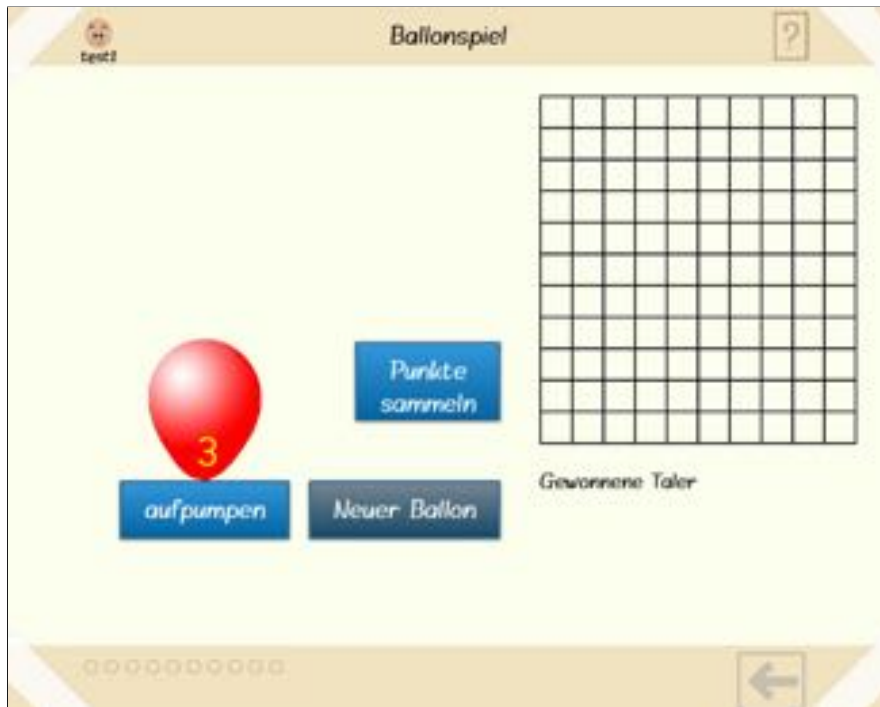 Ballonspiel
?
test1
Punkte
sammeln
3
aufpumpen
Neuer Ballon
Gewonnene Taler